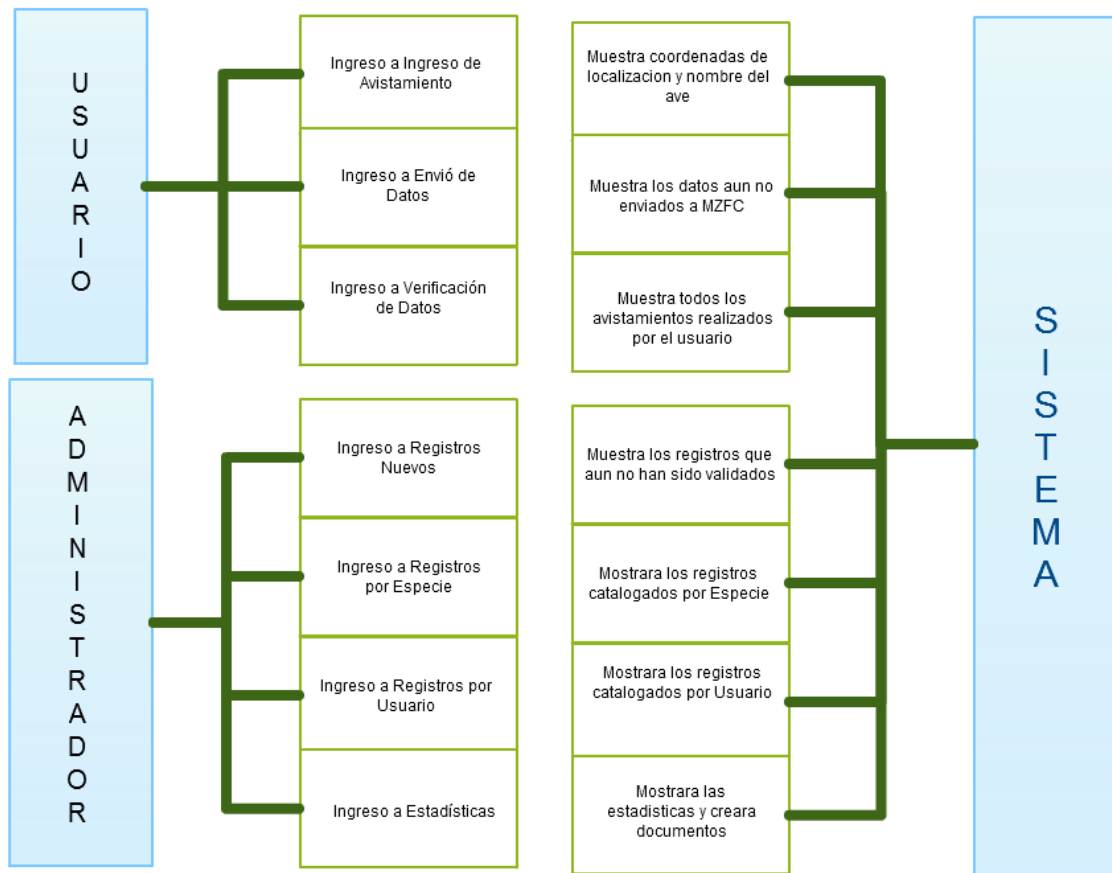 USUARIO
Ingreso a Ingreso de
Avistamiento
Ingreso a Envió de
Datos
Ingreso a Verificación
de Datos
Muestra coordenadas de
localizacion y nombre del
ave
Muestra los datos aun no
enviados a MZFC
Muestra todos los
avistamientos realizados
por el usuario
SISTEMA
ADMINISTRADOR
Ingreso a Registros
Nuevos
Ingreso a Registros
por Especie
Ingreso a Registros por
Usuario
Ingreso a Estadísticas
Muestra los registros que
aun no han sido validados
Mostrara los registros
catalogados por Especie
Mostrara los registros
catalogados por Usuario
Mostrara las
estadisticas y creara
documentos